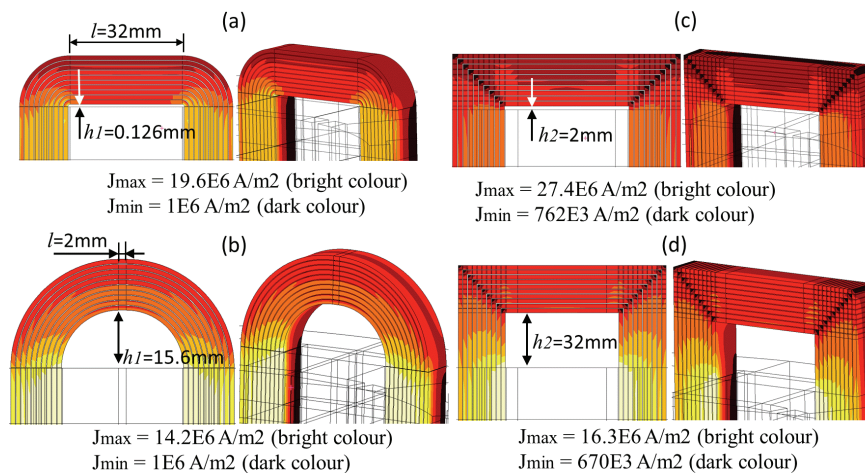 (a)
l=32mm
h1=0.126mm
Jmax = 19.6E6 A/m2 (bright colour)
Jmin = 1E6 A/m2 (dark colour)
(c)
h2=2mm
Jmax = 27.4E6 A/m2 (bright colour)
Jmin = 762E3 A/m2 (dark colour)
(b)
l=2mm
h1=15.6mm
Jmax = 14.2E6 A/m2 (bright colour)
Jmin = 1E6 A/m2 (dark colour)
(d)
h2=32mm
Jmax = 16.3E6 A/m2 (bright colour)
Jmin = 670E3 A/m2 (dark colour)